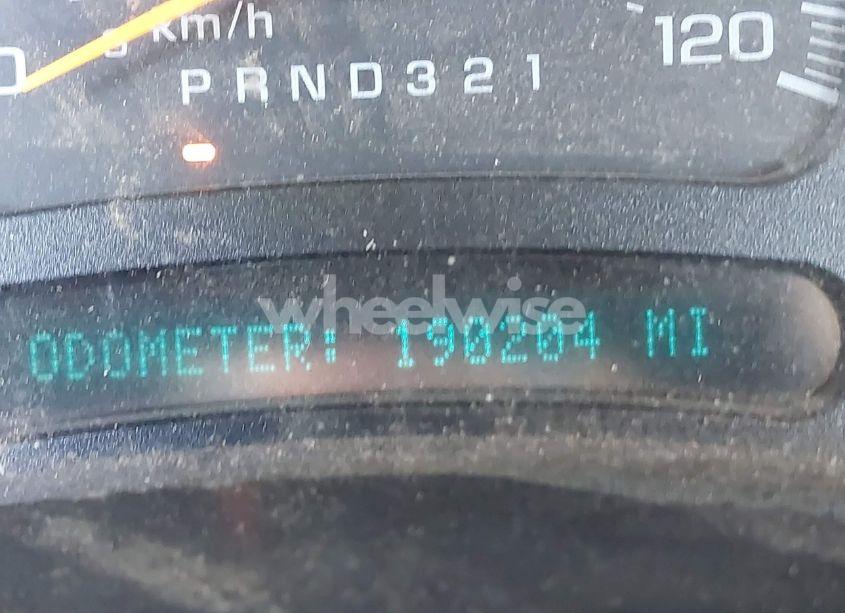 km/h
120
PRND321
wheelwise
ODOMETER: 190204 MI